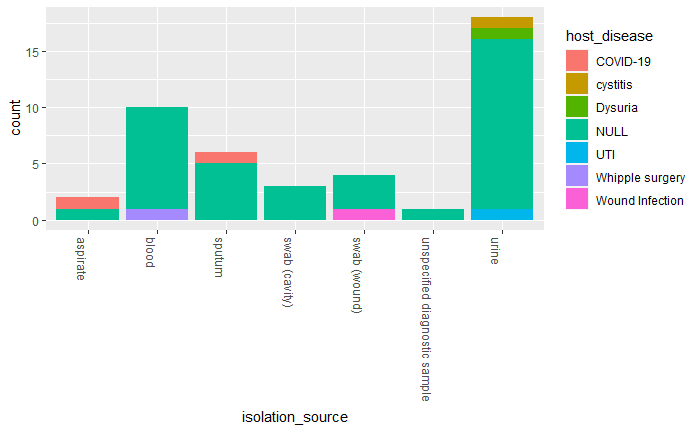 count
15
10
5
0
aspirate
blood
sputum
swab (cavity)
swab (wound)
unspecified diagnostic sample
urine
isolation_source
host_disease
COVID-19
cystitis
Dysuria
NULL
UTI
Whipple surgery
Wound Infection